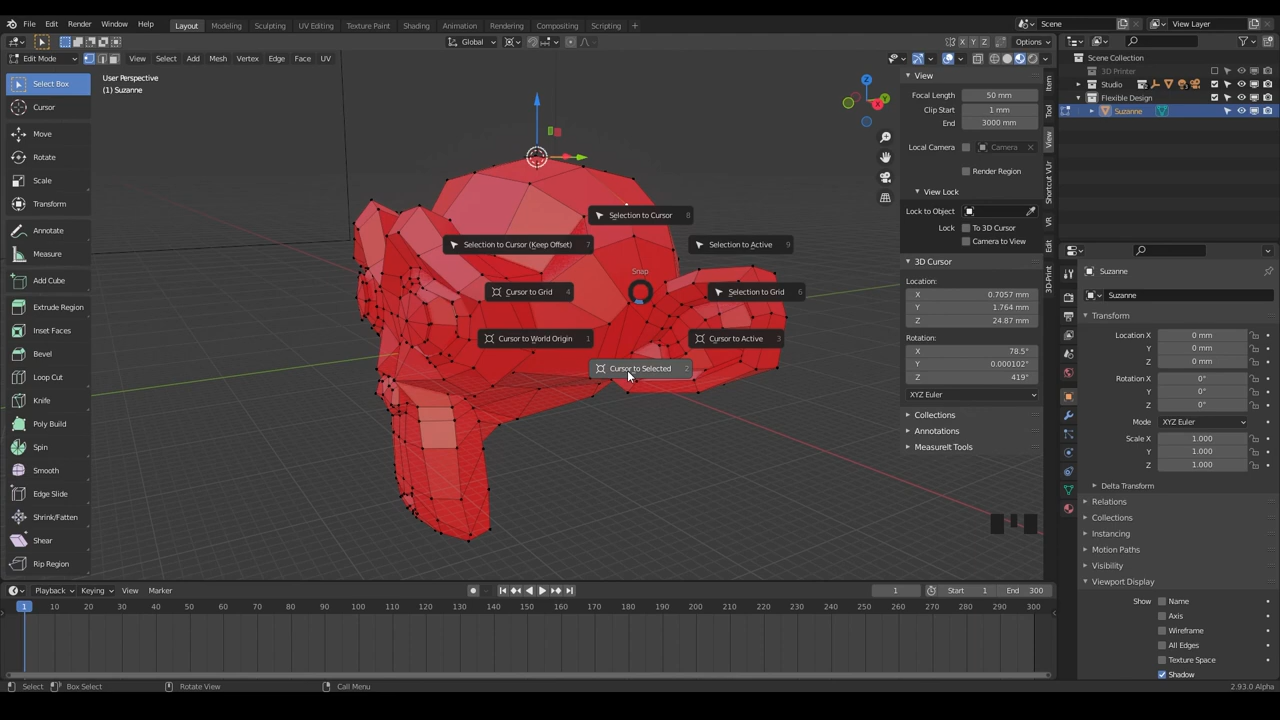 File Edit Render Window Help Layout Modeling Sculpting UV Editing Texture Paint Shading Animation Rendering Compositing Scripting + Scene View Layer
Global Options
Edit Mode View Select Add Mesh Vertex Edge Face UV X Y Z
User Perspective
(1) Suzanne
Select Box
Cursor
Move
Rotate
Scale
Transform
Annotate
Measure
Add Cube
Extrude Region
Inset Faces
Bevel
Loop Cut
Knife
Poly Build
Spin
Smooth
Edge Slide
Shrink/Fatten
Shear
Rip Region
Z
Y
X
Selection to Cursor 8
Selection to Cursor (Keep Offset) 7
Selection to Active 9
Snap
Cursor to Grid 4
Selection to Grid 6
Cursor to World Origin 1
Cursor to Active 3
Cursor to Selected 2
View
Focal Length 50 mm
Clip Start 1 mm
End 3000 mm
Local Camera Camera
Render Region
View Lock
Lock to Object
Lock To 3D Cursor
Camera to View
3D Cursor
Location:
X 0.7057 mm
Y 1.764 mm
Z 24.87 mm
Rotation:
X 78.5°
Y 0.000102°
Z 419°
XYZ Euler
Collections
Annotations
MeasureIt Tools
Item
Tool
View
Shortcut VUr
VR
Edit
3D-Print
Scene Collection
3D Printer
Studio
Flexible Design
Suzanne
Suzanne
Suzanne
Transform
Location X 0 mm
Y 0 mm
Z 0 mm
Rotation X 0°
Y 0°
Z 0°
Mode XYZ Euler
Scale X 1.000
Y 1.000
Z 1.000
Delta Transform
Relations
Collections
Instancing
Motion Paths
Visibility
Viewport Display
Show Name
Axis
Wireframe
All Edges
Texture Space
Shadow
Playback Keying View Marker 1 Start 1 End 300
1 10 20 30 40 50 60 70 80 90 100 110 120 130 140 150 160 170 180 190 200 210 220 230 240 250 260 270 280 290 300
Select Box Select Rotate View Call Menu 2.93.0 Alpha